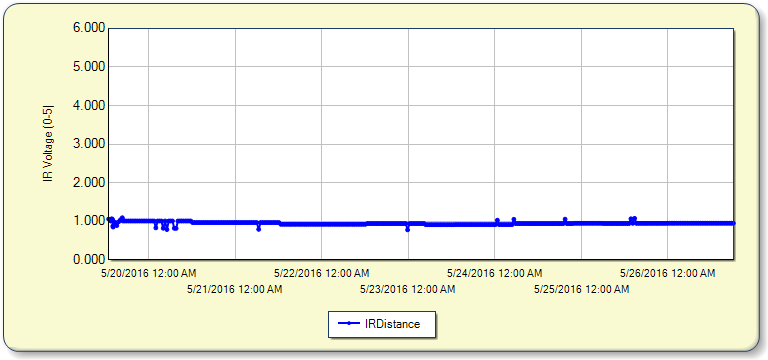 6.000
5.000
4.000
3.000
2.000
1.000
0.000
IR Voltage (0-5|
5/20/2016 12:00 AM
5/21/2016 12:00 AM
5/22/2016 12:00 AM
5/23/2016 12:00 AM
5/24/2016 12:00 AM
5/25/2016 12:00 AM
5/26/2016 12:00 AM
IRDistance